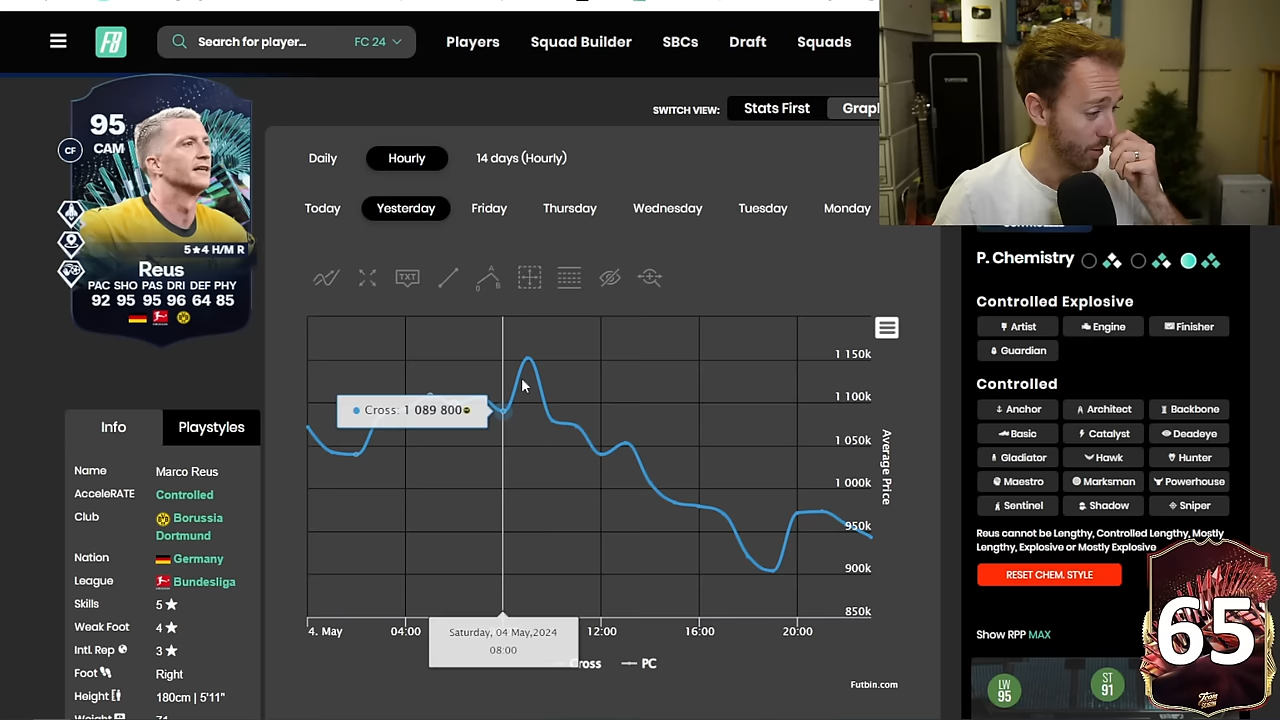 FB
Search for player...
FC 24
Players
Squad Builder
SBCs
Draft
Squads
SWITCH VIEW:
Stats First
95
CAM
CF
5★4 H/M R
Reus
PAC SHO PAS DRI DEF PHY
92 95 95 96 64 85
Daily
Hourly
14 days (Hourly)
Today
Yesterday
Friday
Thursday
Wednesday
Tuesday
Monday
TXT
1 150k
1 100k
1 050k
1 000k
950k
900k
850k
Average Price
Cross: 1 089 800
4. May
04:00
12:00
16:00
20:00
Saturday, 04 May,2024
08:00
Cross
PC
Futbin.com
Info
Playstyles
Name
Marco Reus
AcceleRATE
Controlled
Club
Borussia
Dortmund
Nation
Germany
League
Bundesliga
Skills
5 ★
Weak Foot
4 ★
Intl. Rep
3 ★
Foot
Right
Height
180cm | 5'11"
Weight
P. Chemistry
Controlled Explosive
Artist
Engine
Finisher
Guardian
Controlled
Anchor
Architect
Backbone
Basic
Catalyst
Deadeye
Gladiator
Hawk
Hunter
Maestro
Marksman
Powerhouse
Sentinel
Shadow
Sniper
Reus cannot be Lengthy, Controlled Lengthy, Mostly
Lengthy, Explosive or Mostly Explosive
RESET CHEM. STYLE
Show RPP MAX
LW
95
ST
91
65